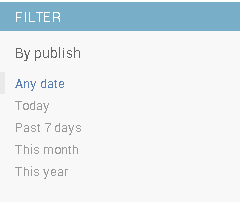 FILTER
By publish
Any date
Today
Past 7 days
This month
This year